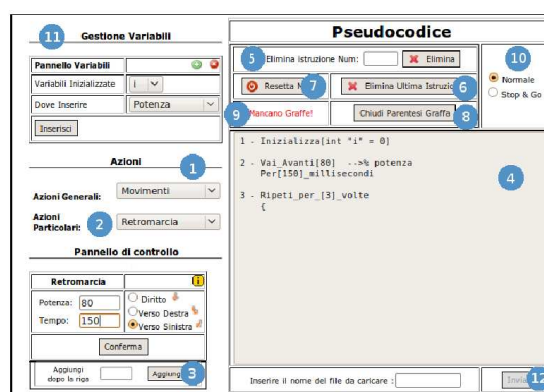 11 Gestione Variabili
Pannello Variabili
Variabili Inizializzate i
Dove Inserire Potenza
Inserisci
Azioni
1
Azioni Generali: Movimenti
Azioni Particolari: 2 Retromarcia
Pannello di controllo
Retromarcia i
Potenza: 80
Tempo: 150
Diritto
Verso Destra
Verso Sinistra
Conferma
Aggiungi
dopo la riga
3
Pseudocodice
5 Elimina istruzione Num: Elimina
Resetta 7
Elimina Ultima 6
9 Mancano Graffe!
Chiudi Parentesi Graffa 8
10
Normale
Stop & Go
4
1 - Inizializza[int "i" = 0]
2 - Vai_Avanti[80] -->% potenza
Per[150]_millisecondi
3 - Ripeti_per_[3]_volte
{
Inserire il nome del file da caricare :
12